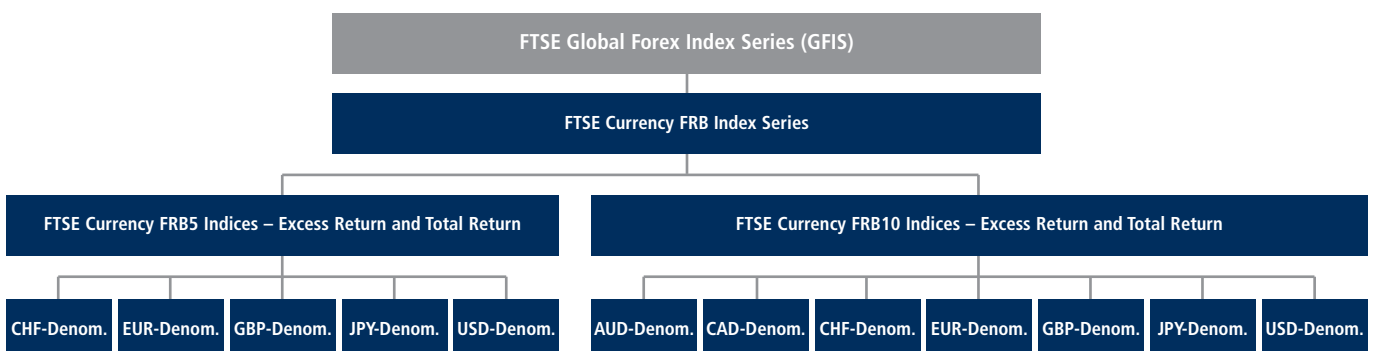 FTSE Global Forex Index Series (GFIS)
FTSE Currency FRB Index Series
FTSE Currency FRB5 Indices – Excess Return and Total Return
FTSE Currency FRB10 Indices – Excess Return and Total Return
CHF-Denom.
EUR-Denom.
GBP-Denom.
JPY-Denom.
USD-Denom.
AUD-Denom.
CAD-Denom.
CHF-Denom.
EUR-Denom.
GBP-Denom.
JPY-Denom.
USD-Denom.